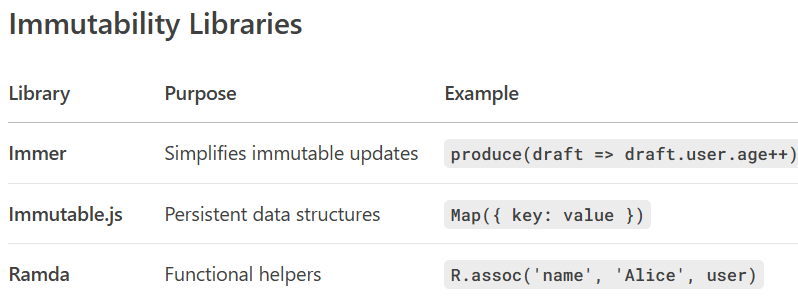 Immutability Libraries
Library Purpose Example
Immer Simplifies immutable updates produce(draft => draft.user.age++)
Immutable.js Persistent data structures Map({ key: value })
Ramda Functional helpers R.assoc('name', 'Alice', user)